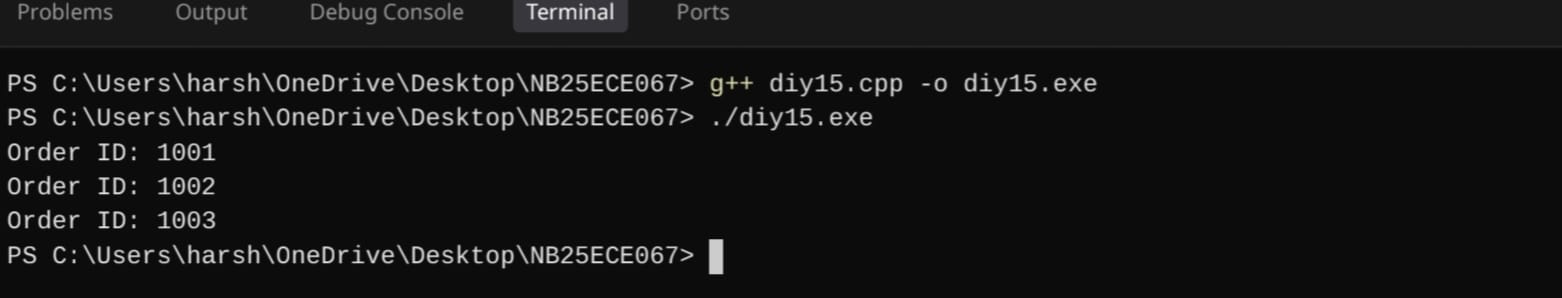 Problems Output Debug Console Terminal Ports
PS C:\Users\harsh\OneDrive\Desktop\NB25ECE067> g++ diy15.cpp -o diy15.exe
PS C:\Users\harsh\OneDrive\Desktop\NB25ECE067> ./diy15.exe
Order ID: 1001
Order ID: 1002
Order ID: 1003
PS C:\Users\harsh\OneDrive\Desktop\NB25ECE067>